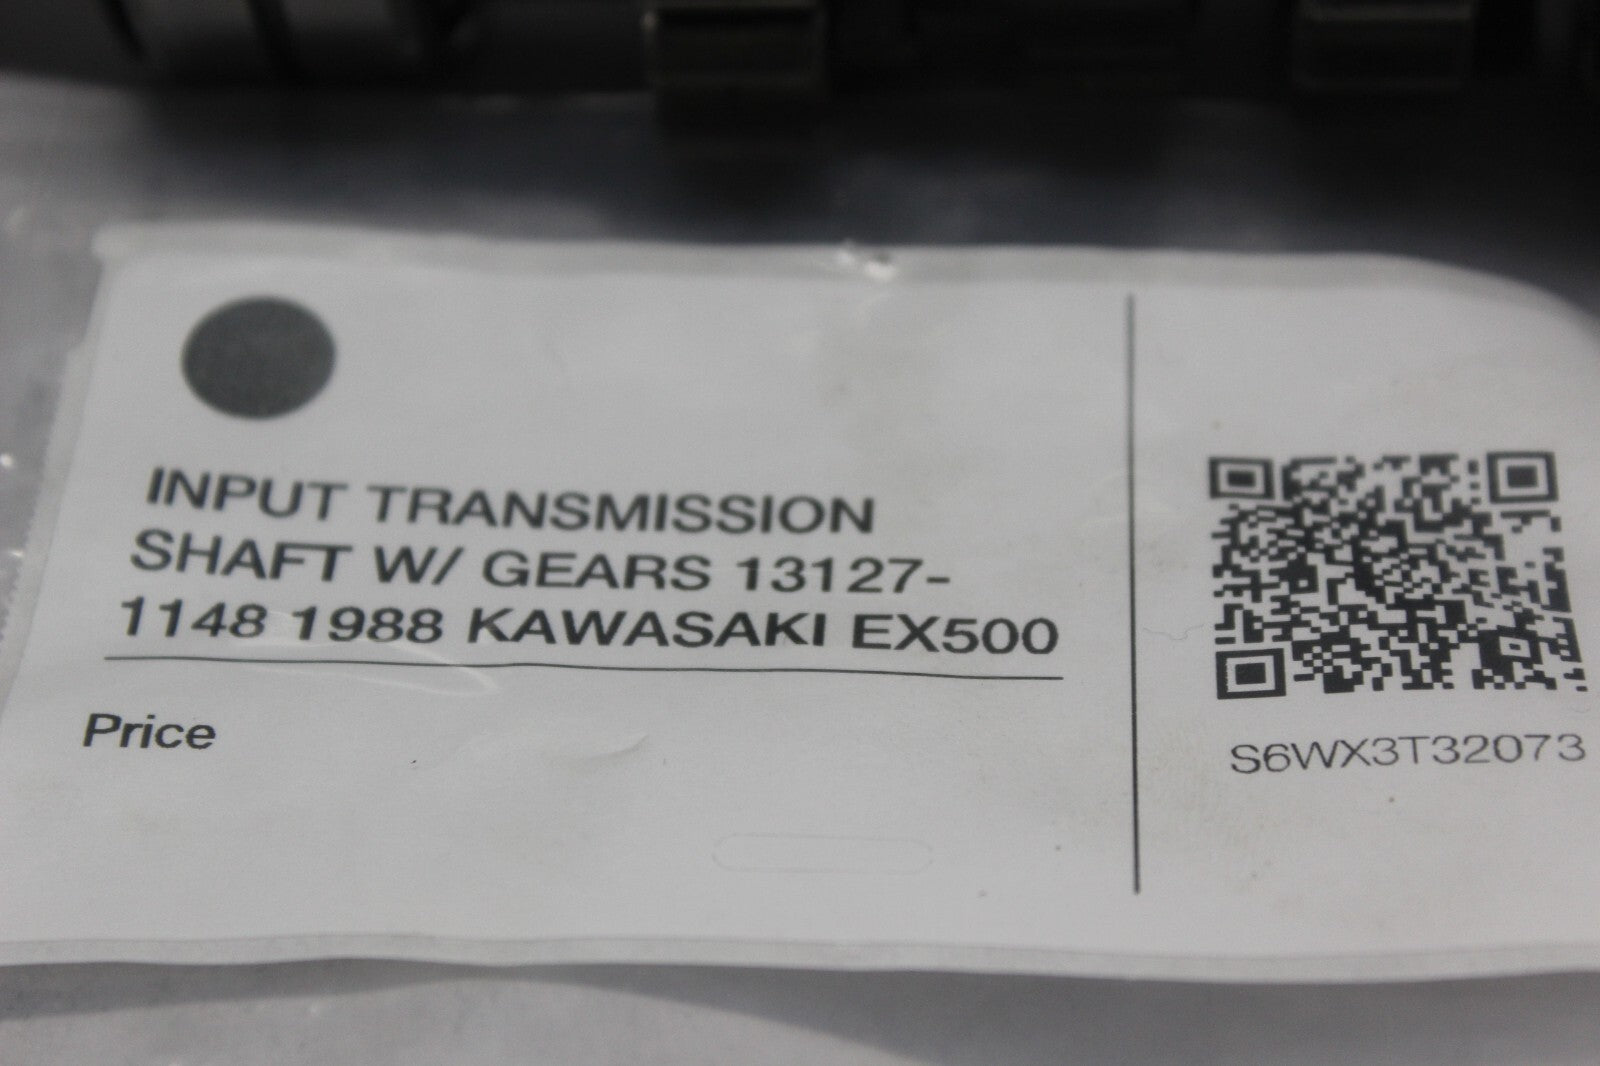 INPUT TRANSMISSION
SHAFT W/ GEARS 13127-
1148 1988 KAWASAKI EX500
Price
S6WX3T32073